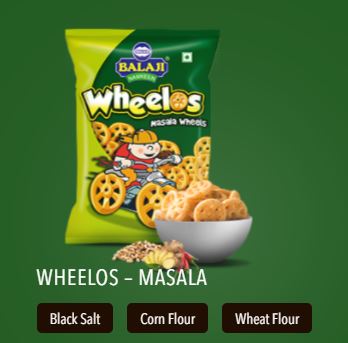 BALAJI
NAMKEEN
Wheelos
Masala Wheels
WHEELOS – MASALA
Black Salt
Corn Flour
Wheat Flour